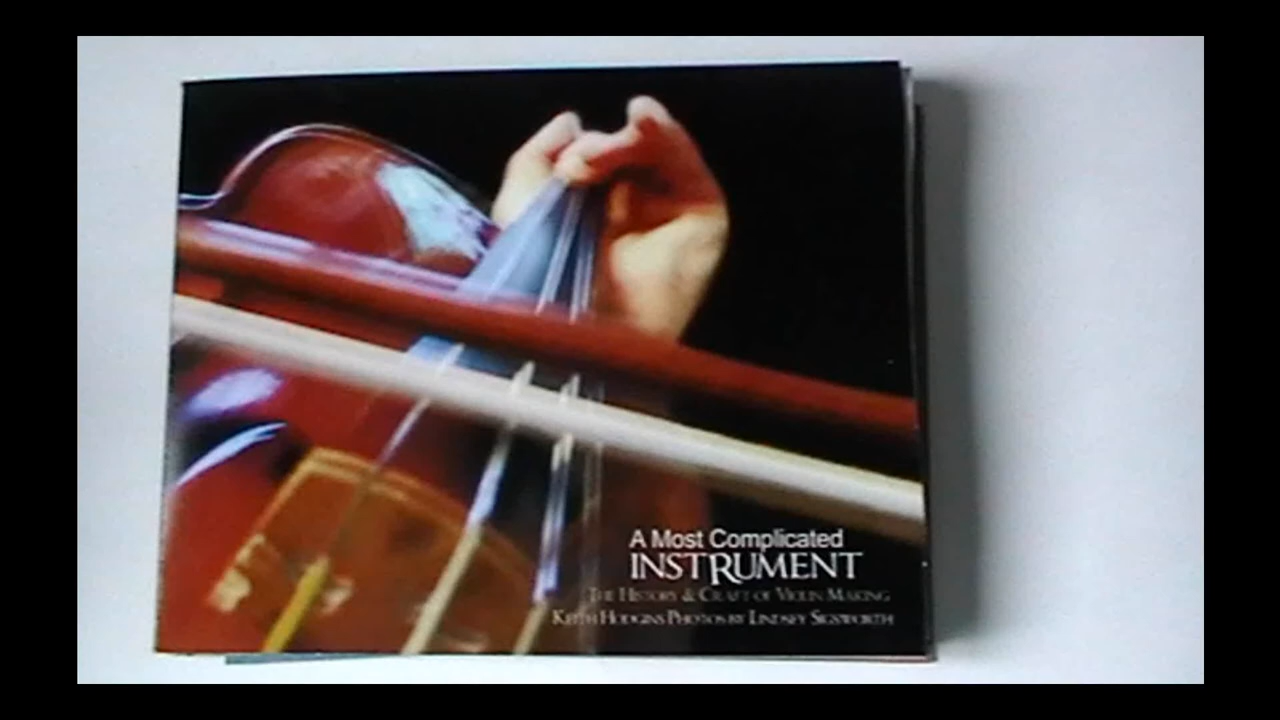 A Most Complicated
INSTRUMENT
THE HISTORY & CRAFT OF VIOLIN MAKING
KEITH HODGINS PHOTOS BY LINDSEY SIGSWORTH